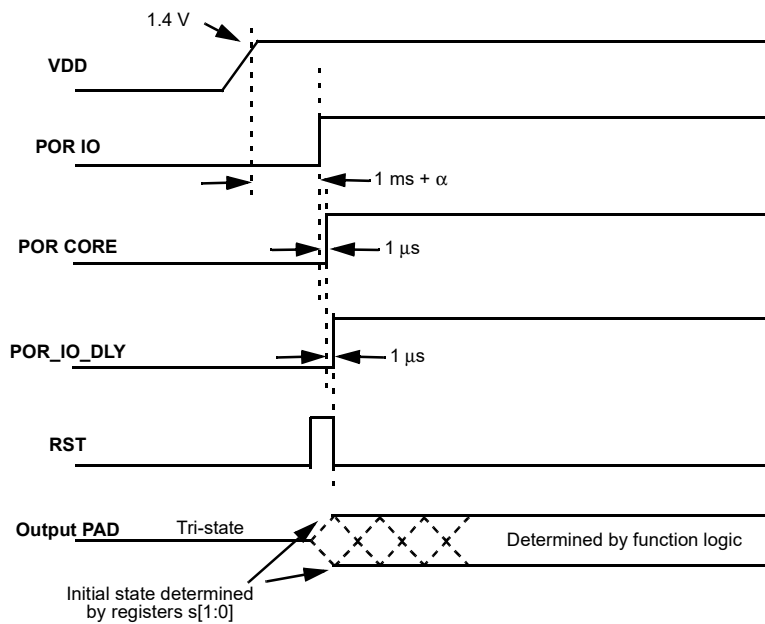 1.4 V
VDD
POR IO
1 ms + α
POR CORE
1 μs
POR_IO_DLY
1 μs
RST
Output PAD
Tri-state
Determined by function logic
Initial state determined
by registers s[1:0]